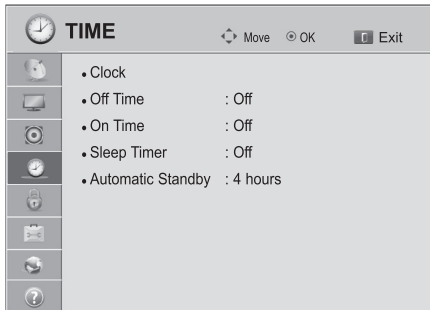 TIME Move OK Exit
• Clock
• Off Time : Off
• On Time : Off
• Sleep Timer : Off
• Automatic Standby : 4 hours
?